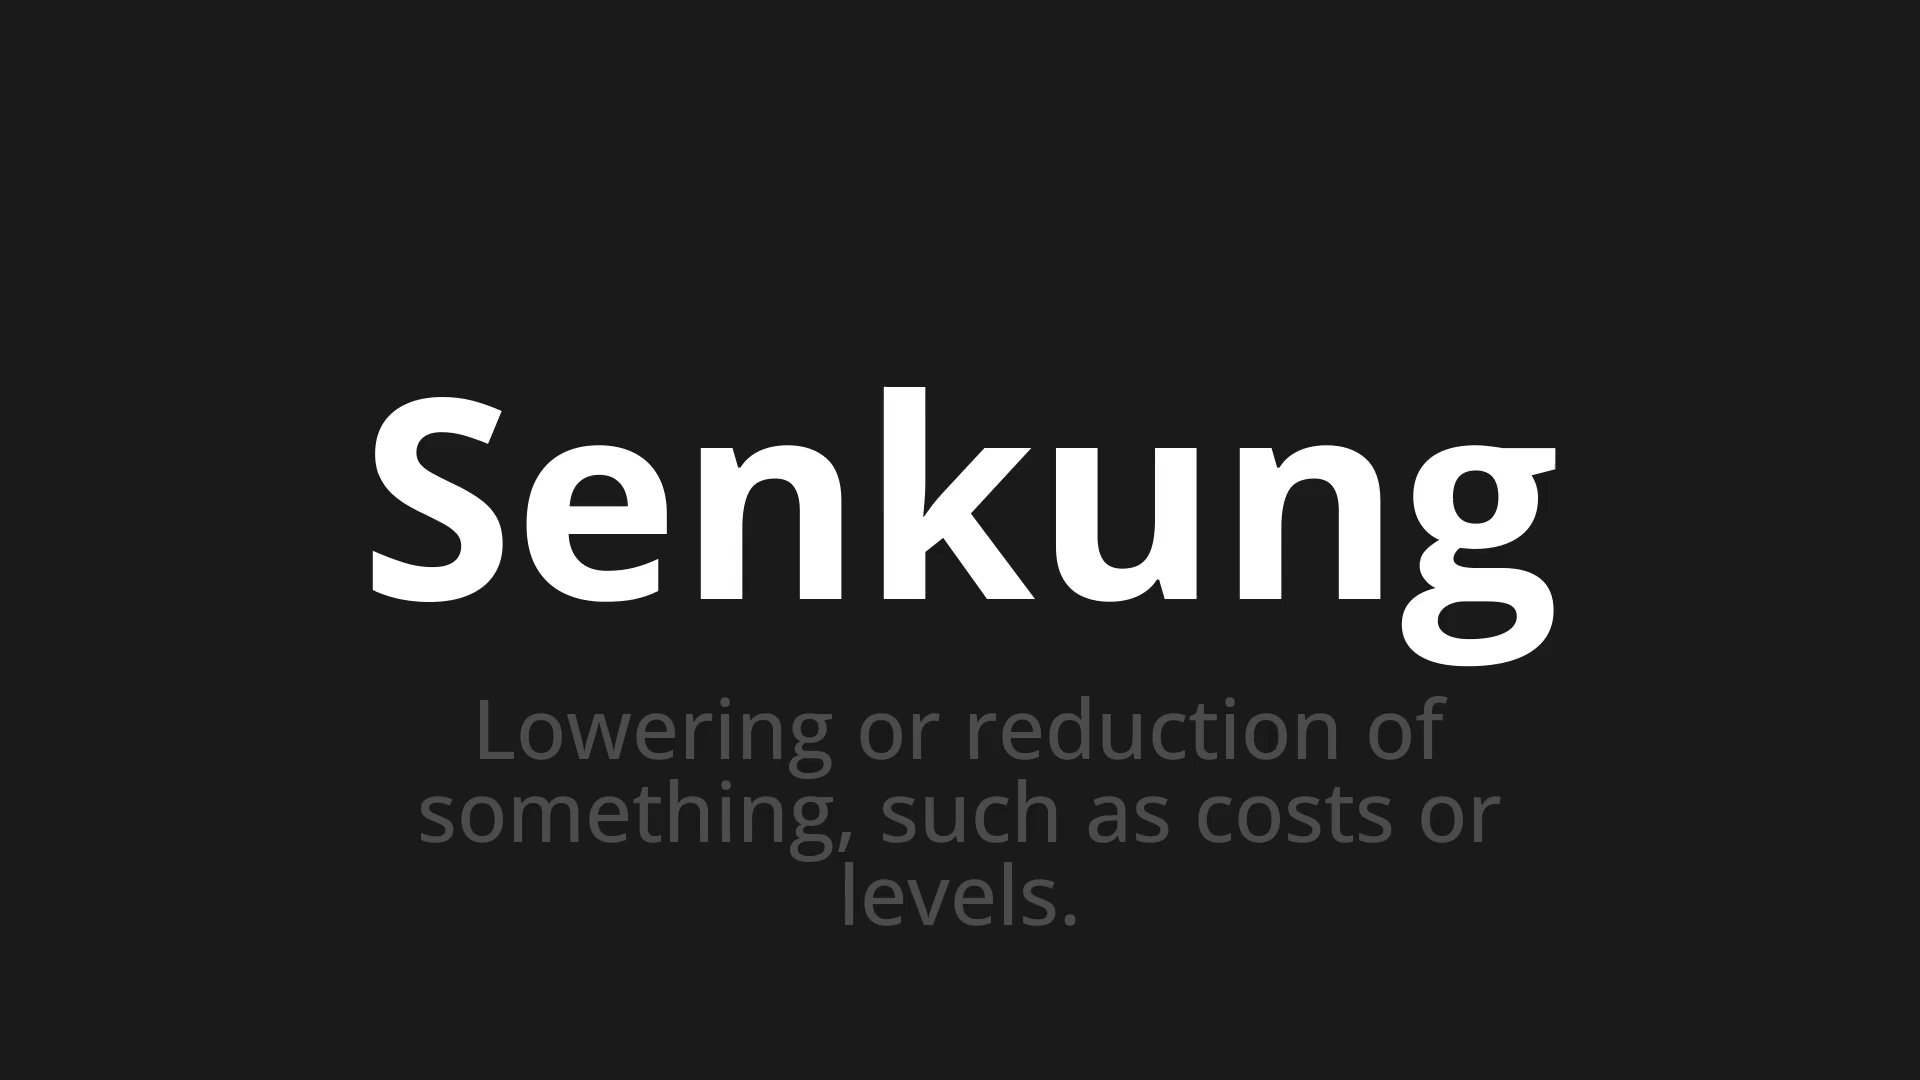 Senkung
Lowering or reduction of
something, such as costs or
levels.